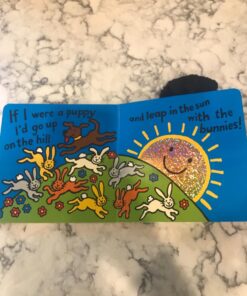 If I were a puppy
I'd go up
on the hill
and leap in the sun
with the
bunnies!